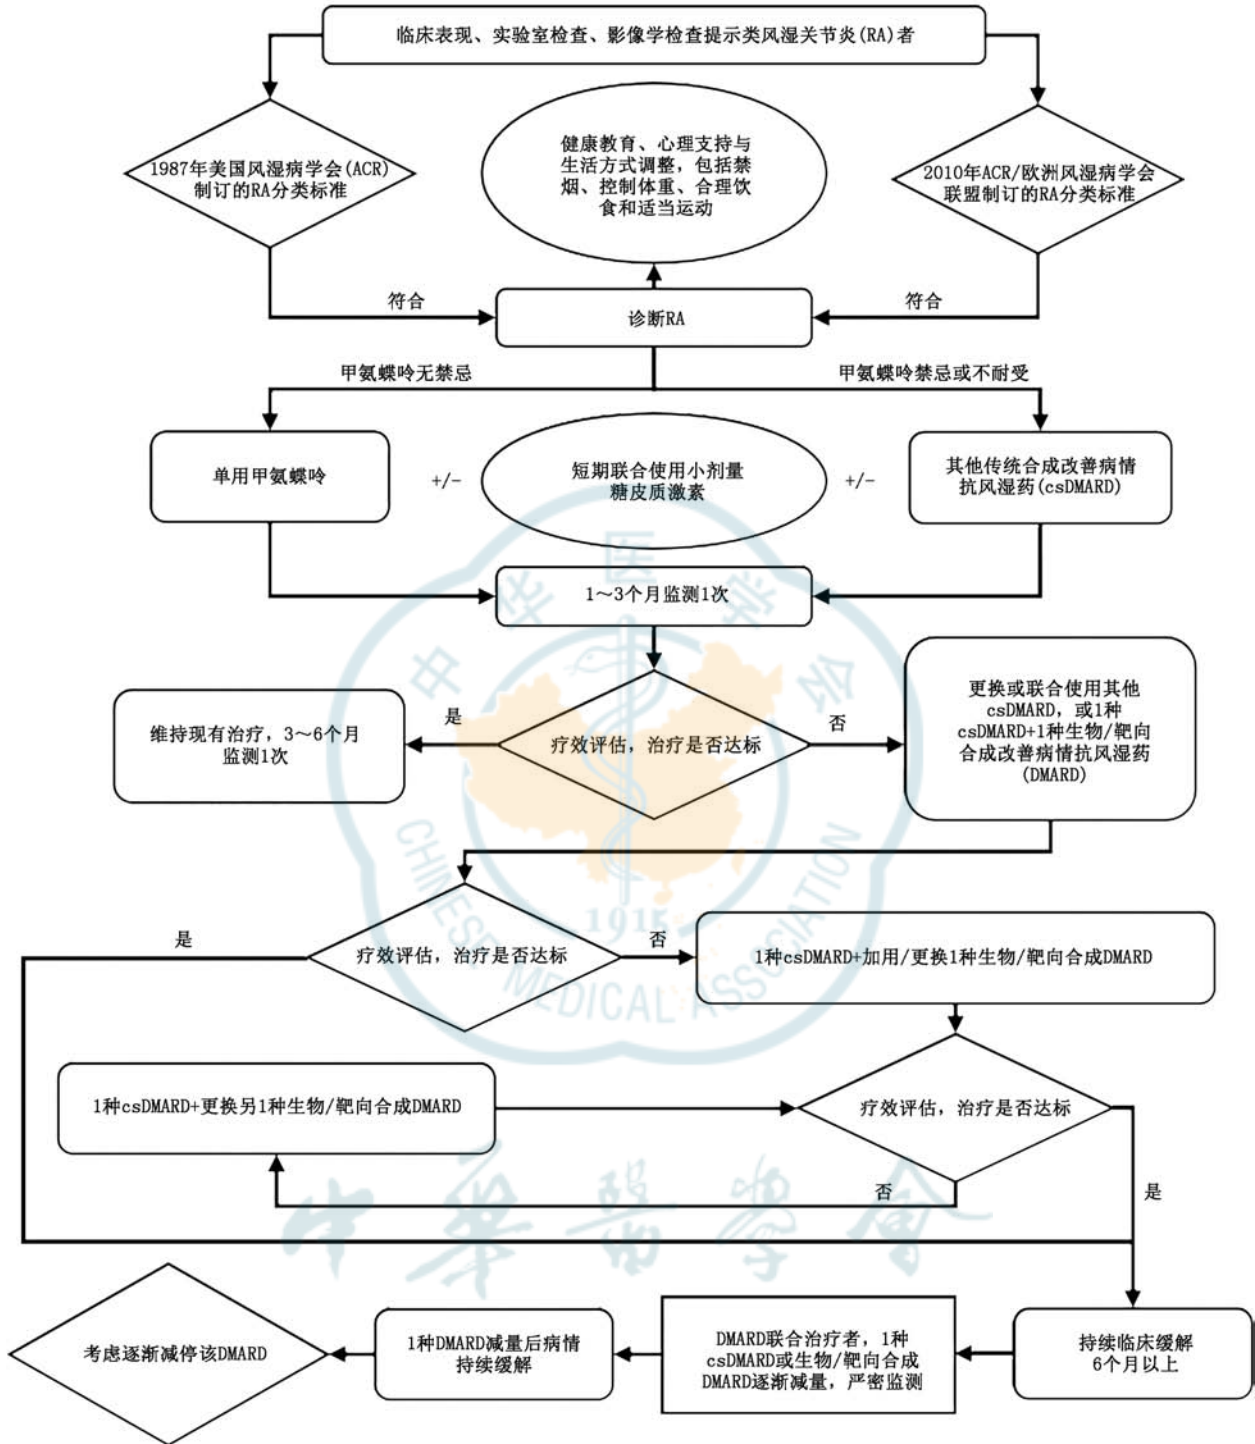 临床表现、实验室检查、影像学检查提示类风湿关节炎(RA)者
1987年美国风湿病学会(ACR)
制订的RA分类标准
健康教育、心理支持与
生活方式调整，包括禁
烟、控制体重、合理饮
食和适当运动
2010年ACR/欧洲风湿病学会
联盟制订的RA分类标准
符合
符合
诊断RA
甲氨蝶呤无禁忌
甲氨蝶呤禁忌或不耐受
单用甲氨蝶呤
+/-
短期联合使用小剂量
糖皮质激素
+/-
其他传统合成改善病情
抗风湿药(csDMARD)
1～3个月监测1次
维持现有治疗，3～6个月
监测1次
是
疗效评估，治疗是否达标
否
更换或联合使用其他
csDMARD，或1种
csDMARD+1种生物/靶向
合成改善病情抗风湿药
(DMARD)
是
疗效评估，治疗是否达标
否
1种csDMARD+加用/更换1种生物/靶向合成DMARD
1种csDMARD+更换另1种生物/靶向合成DMARD
疗效评估，治疗是否达标
否
是
考虑逐渐减停该DMARD
1种DMARD减量后病情
持续缓解
DMARD联合治疗者，1种
csDMARD或生物/靶向合成
DMARD逐渐减量，严密监测
持续临床缓解
6个月以上
中华医学会
CHINESE MEDICAL ASSOCIATION
1915
中華醫學會